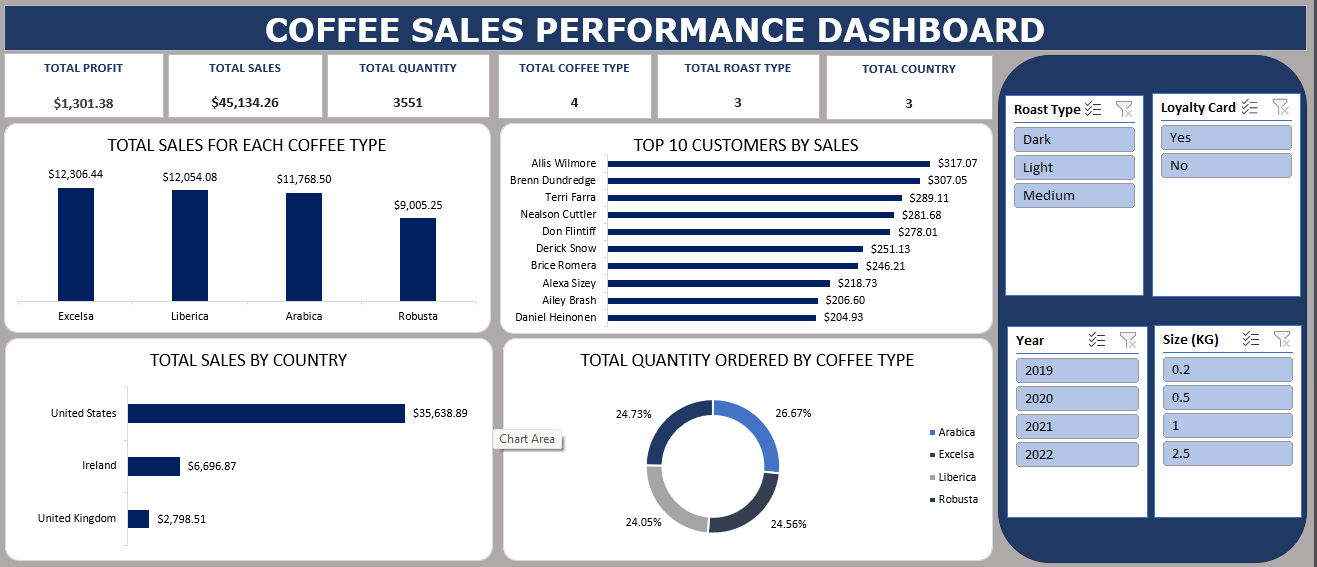 COFFEE SALES PERFORMANCE DASHBOARD
TOTAL PROFIT
$1,301.38
TOTAL SALES
$45,134.26
TOTAL QUANTITY
3551
TOTAL COFFEE TYPE
4
TOTAL ROAST TYPE
3
TOTAL COUNTRY
3
TOTAL SALES FOR EACH COFFEE TYPE
$12,306.44
$12,054.08
$11,768.50
$9,005.25
Excelsa
Liberica
Arabica
Robusta
TOP 10 CUSTOMERS BY SALES
Allis Wilmore $317.07
Brenn Dundredge $307.05
Terri Farra $289.11
Nealson Cuttler $281.68
Don Flintiff $278.01
Derick Snow $251.13
Brice Romera $246.21
Alexa Sizey $218.73
Ailey Brash $206.60
Daniel Heinonen $204.93
TOTAL SALES BY COUNTRY
United States $35,638.89
Ireland $6,696.87
United Kingdom $2,798.51
Chart Area
TOTAL QUANTITY ORDERED BY COFFEE TYPE
24.73%
26.67%
24.05%
24.56%
Arabica
Excelsa
Liberica
Robusta
Roast Type
Dark
Light
Medium
Loyalty Card
Yes
No
Year
2019
2020
2021
2022
Size (KG)
0.2
0.5
1
2.5